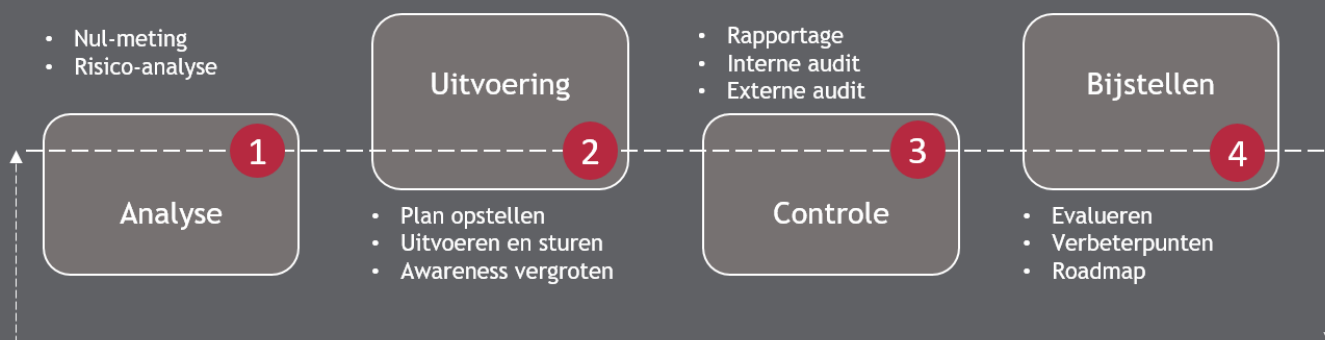 • Nul-meting
• Risico-analyse
1
Analyse
Uitvoering
2
• Plan opstellen
• Uitvoeren en sturen
• Awareness vergroten
• Rapportage
• Interne audit
• Externe audit
3
Controle
Bijstellen
4
• Evalueren
• Verbeterpunten
• Roadmap